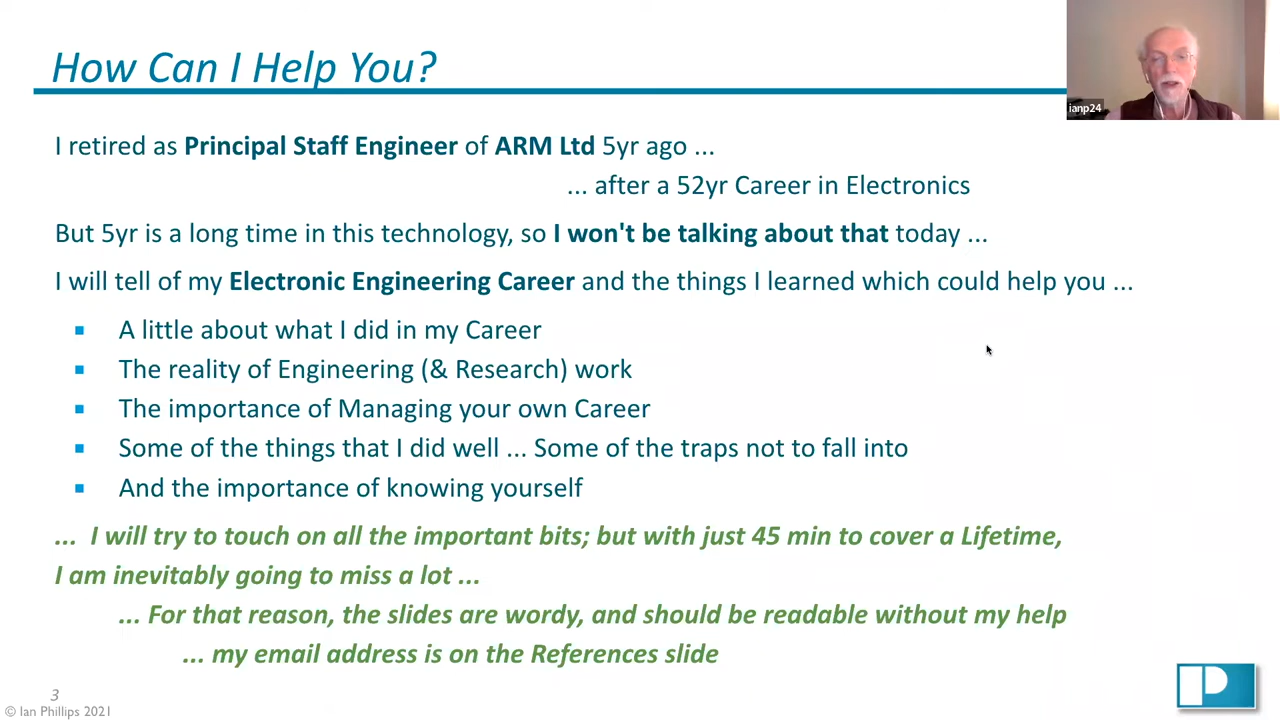 How Can I Help You?
ianp24
I retired as Principal Staff Engineer of ARM Ltd 5yr ago ...
... after a 52yr Career in Electronics
But 5yr is a long time in this technology, so I won't be talking about that today ...
I will tell of my Electronic Engineering Career and the things I learned which could help you ...
▪ A little about what I did in my Career
▪ The reality of Engineering (& Research) work
▪ The importance of Managing your own Career
▪ Some of the things that I did well ... Some of the traps not to fall into
▪ And the importance of knowing yourself
... I will try to touch on all the important bits; but with just 45 min to cover a Lifetime,
I am inevitably going to miss a lot ...
... For that reason, the slides are wordy, and should be readable without my help
... my email address is on the References slide
3
© Ian Phillips 2021
P